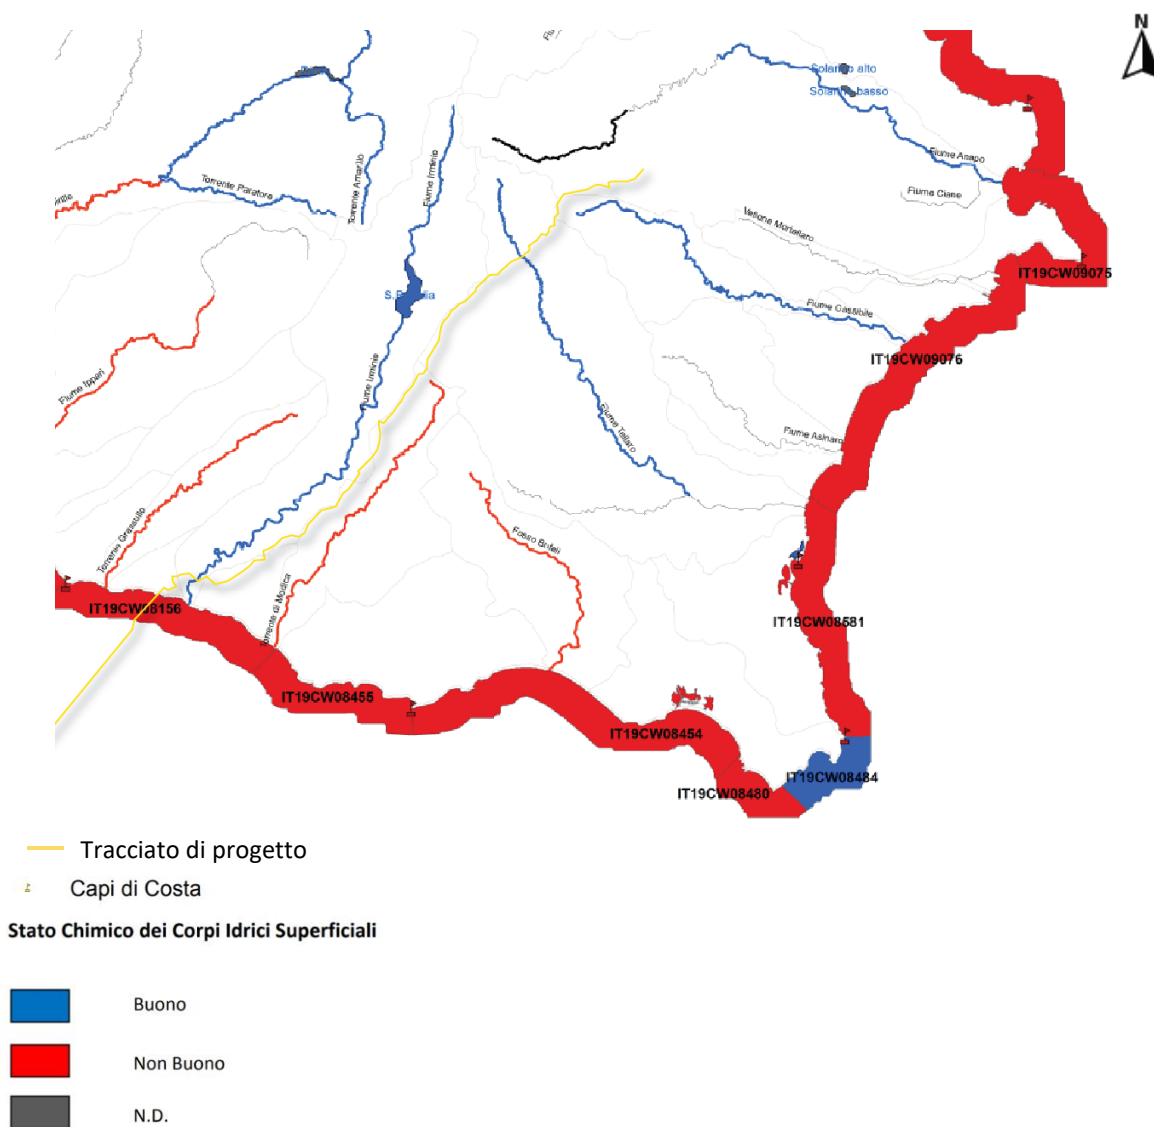 N
Fiu
Solarino alto
Solarino basso
Fiume Anapo
Fiume Ciane
Torrente Paratore
Torrente Amarillo
Fiume Irminio
Vallone Mortellaro
IT19CW09075
Fiume Cassibile
IT19CW09076
Fiume Ippari
Fiume Irminio
Fiume Tellaro
Fiume Asinaro
Torrente Grassullo
Fosso Bufali
Torrente di Modica
IT19CW08156
IT19CW08581
IT19CW08455
IT19CW08454
IT19CW08484
IT19CW08480
Tracciato di progetto
Capi di Costa
Stato Chimico dei Corpi Idrici Superficiali
Buono
Non Buono
N.D.